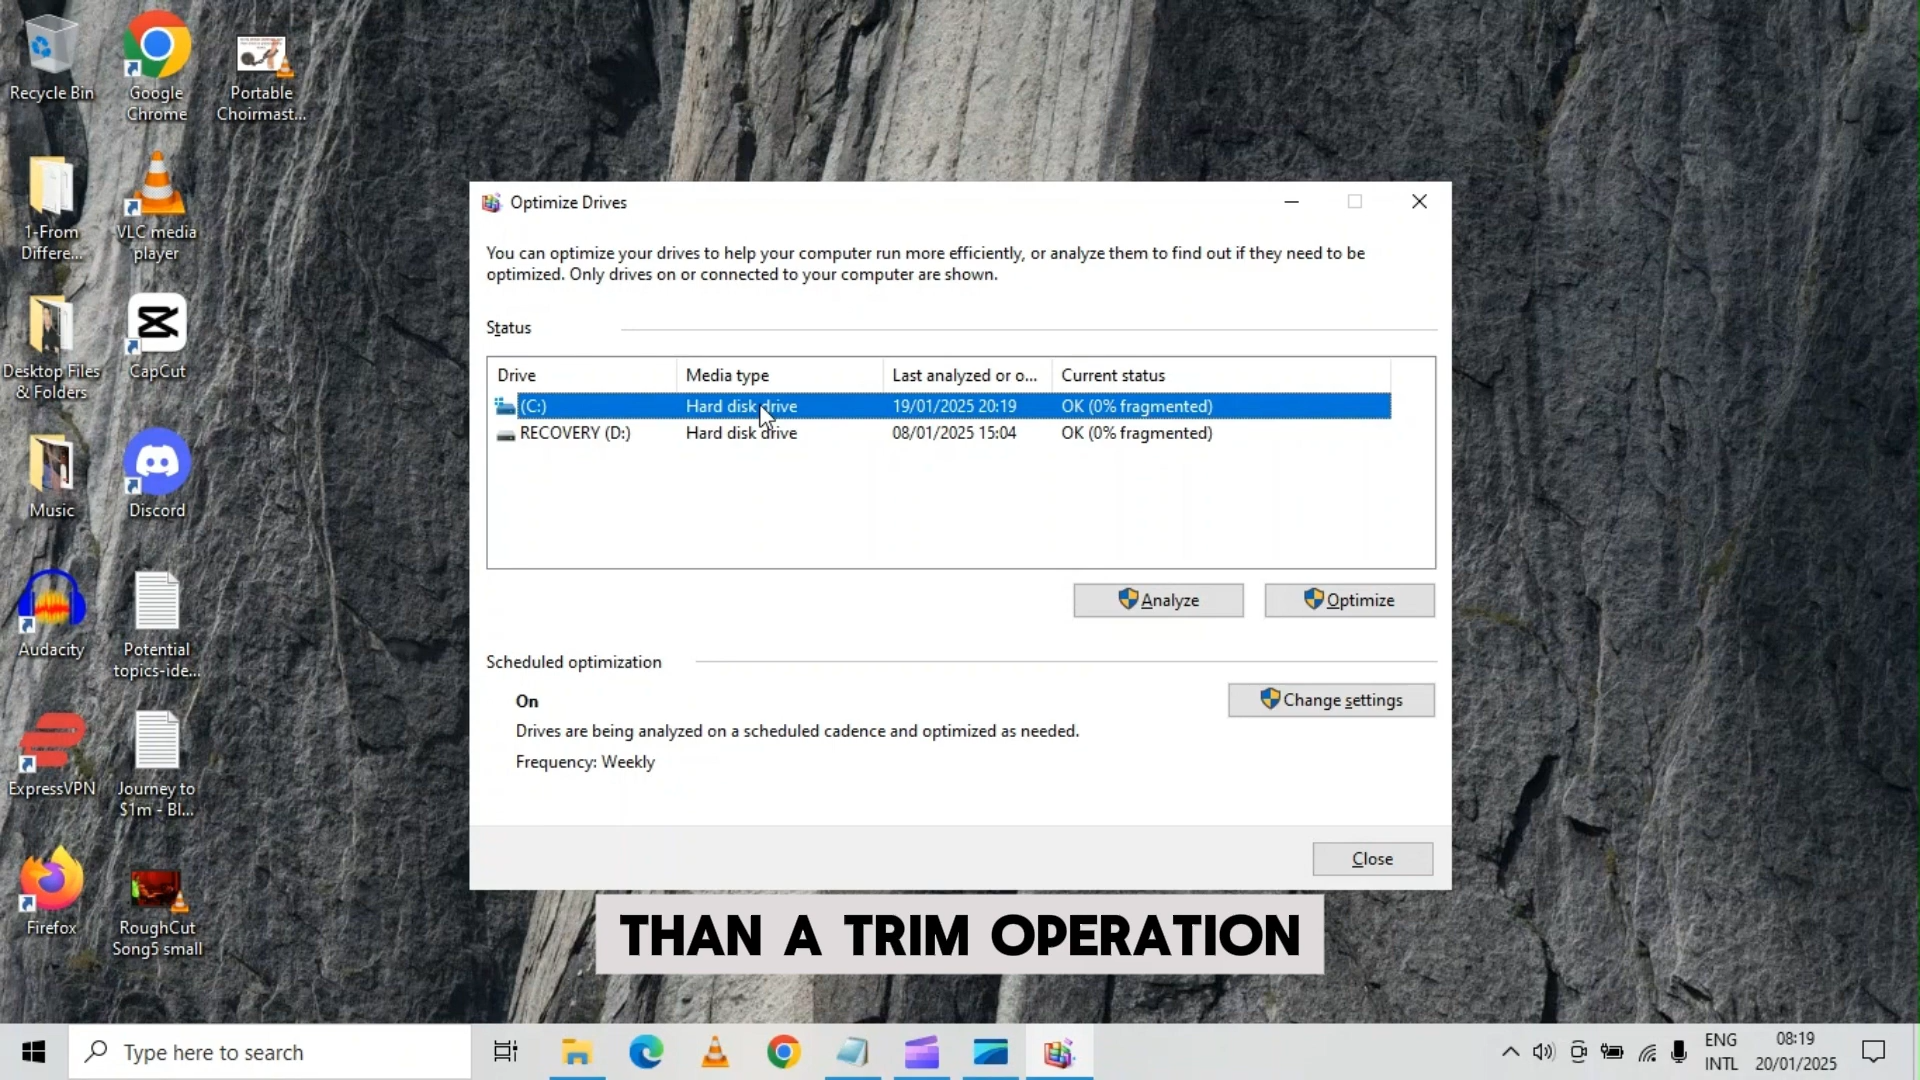 Recycle Bin
Google
Chrome
Portable
Choirmast...
1-From
Differe...
VLC media
player
Desktop Files
& Folders
CapCut
Music
Discord
Audacity
Potential
topics-ide...
ExpressVPN
Journey to
$1m - Bl...
Firefox
RoughCut
Song5 small
Optimize Drives
You can optimize your drives to help your computer run more efficiently, or analyze them to find out if they need to be
optimized. Only drives on or connected to your computer are shown.
Status
Drive Media type Last analyzed or o... Current status
(C:) Hard disk drive 19/01/2025 20:19 OK (0% fragmented)
RECOVERY (D:) Hard disk drive 08/01/2025 15:04 OK (0% fragmented)
Analyze Optimize
Scheduled optimization
On
Change settings
Drives are being analyzed on a scheduled cadence and optimized as needed.
Frequency: Weekly
Close
THAN A TRIM OPERATION
Type here to search
ENG
INTL
08:19
20/01/2025